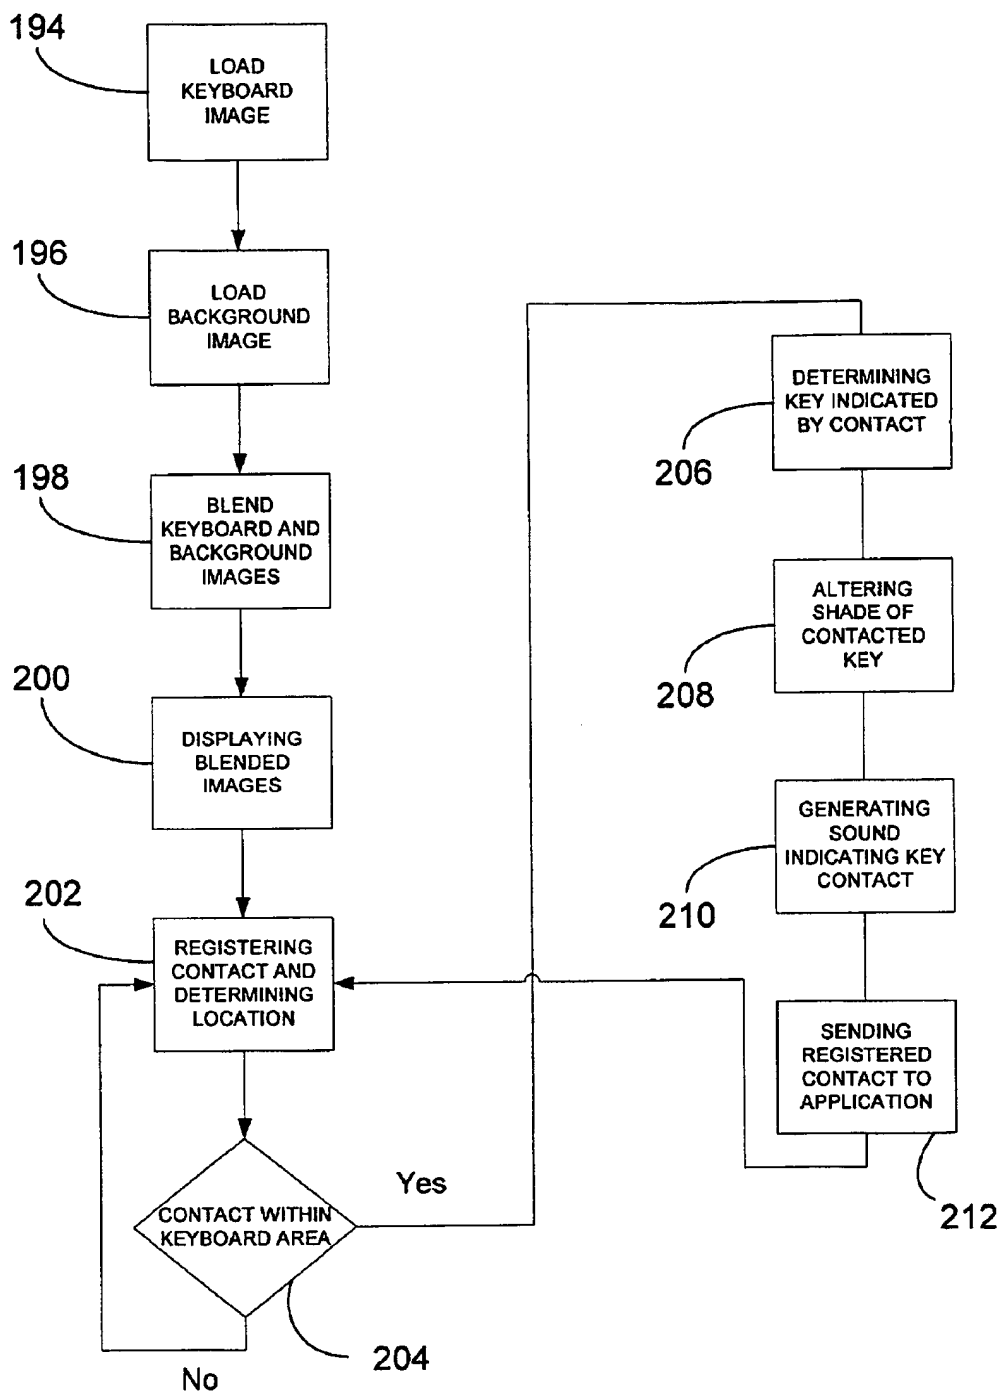 194
LOAD
KEYBOARD
IMAGE
196
LOAD
BACKGROUND
IMAGE
198
BLEND
KEYBOARD AND
BACKGROUND
IMAGES
200
DISPLAYING
BLENDED
IMAGES
202
REGISTERING
CONTACT AND
DETERMINING
LOCATION
CONTACT WITHIN
KEYBOARD AREA
204
Yes
No
DETERMINING
KEY INDICATED
BY CONTACT
206
ALTERING
SHADE OF
CONTACTED
KEY
208
GENERATING
SOUND
INDICATING KEY
CONTACT
210
SENDING
REGISTERED
CONTACT TO
APPLICATION
212